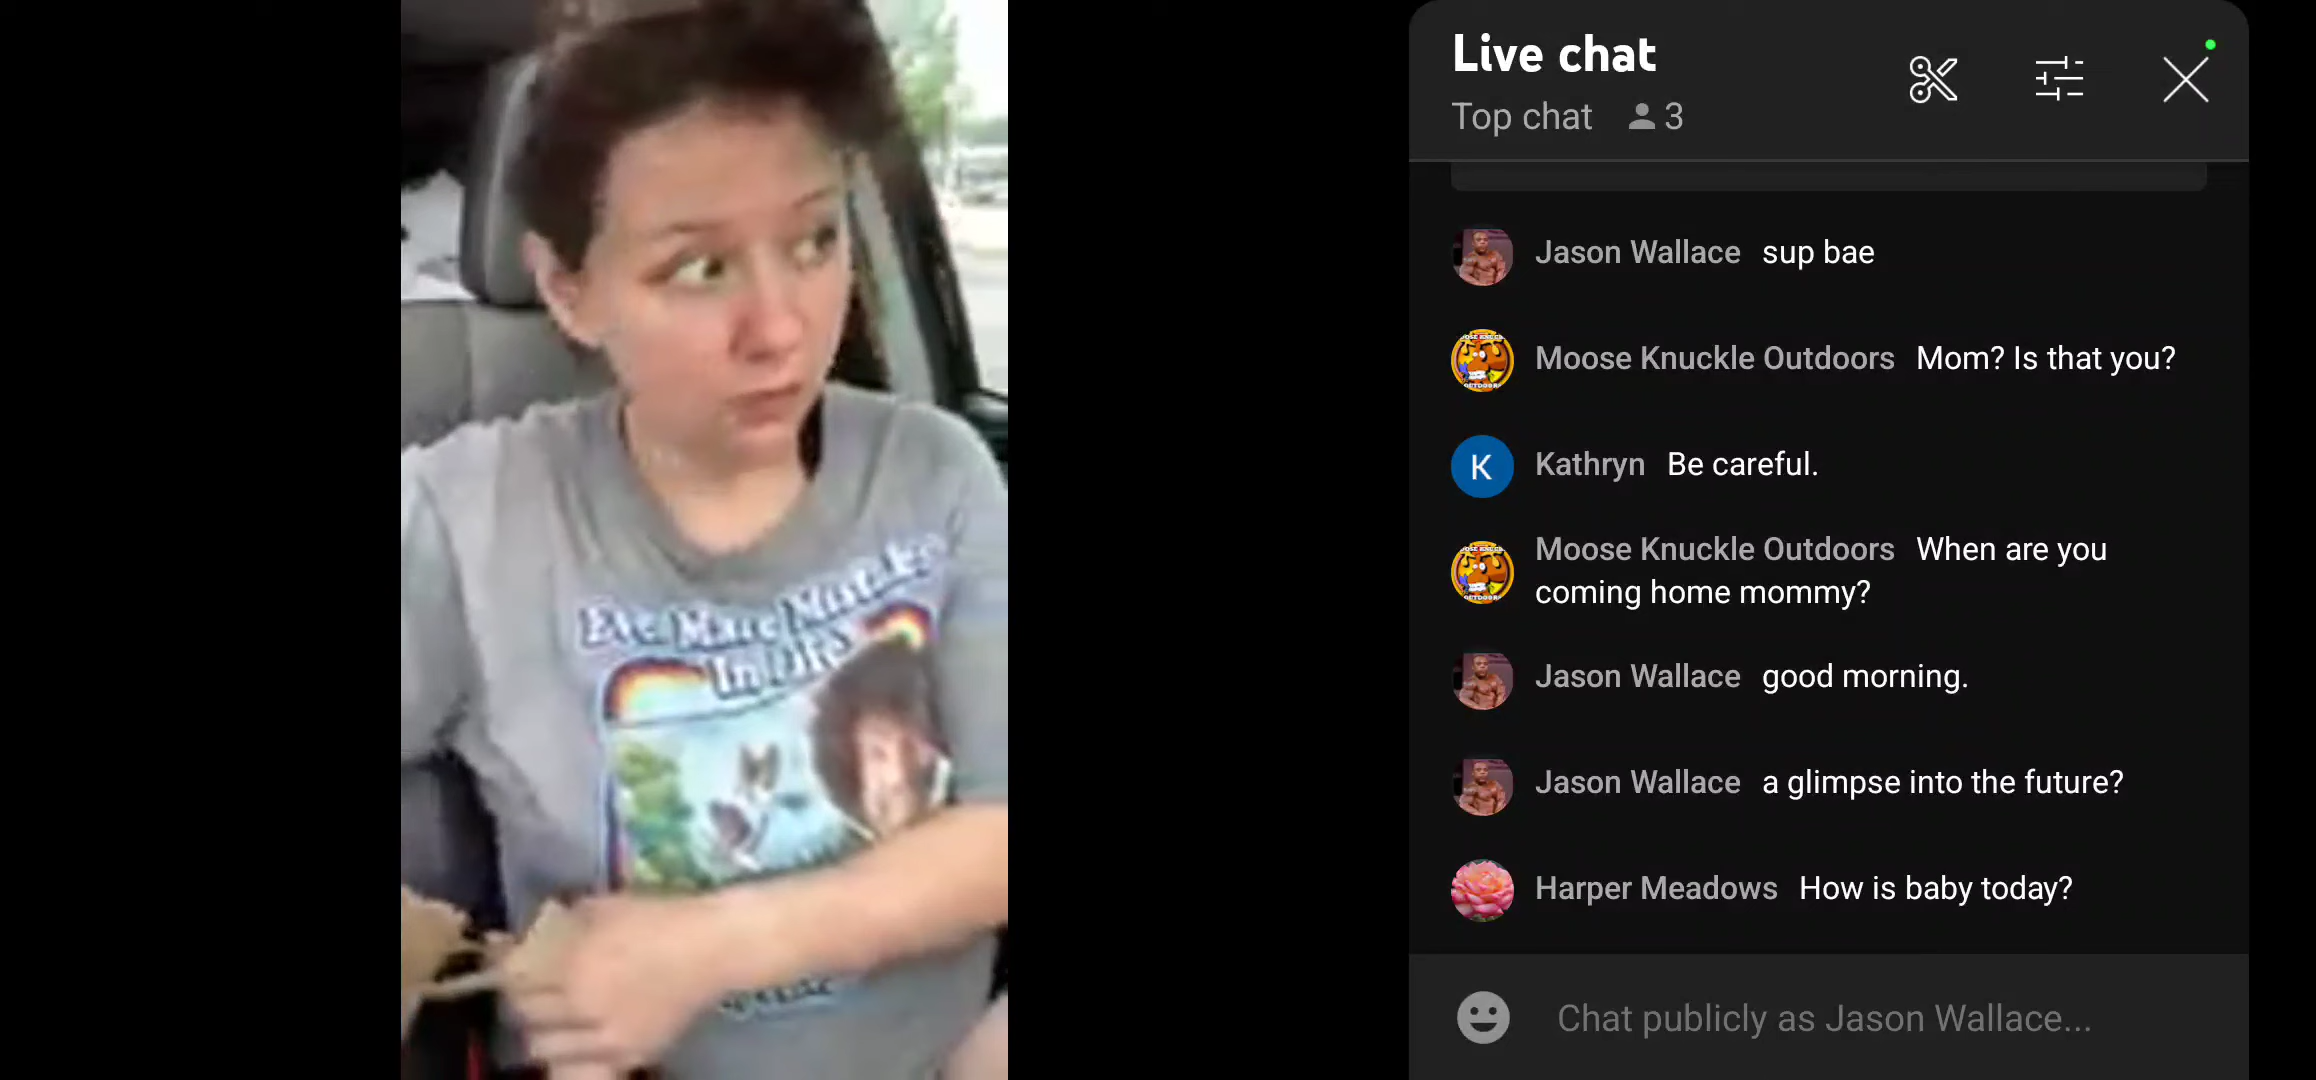 Live chat
Top chat 3
Jason Wallace sup bae
Moose Knuckle Outdoors Mom? Is that you?
K Kathryn Be careful.
Moose Knuckle Outdoors When are you
coming home mommy?
Jason Wallace good morning.
Jason Wallace a glimpse into the future?
Harper Meadows How is baby today?
Chat publicly as Jason Wallace...
In